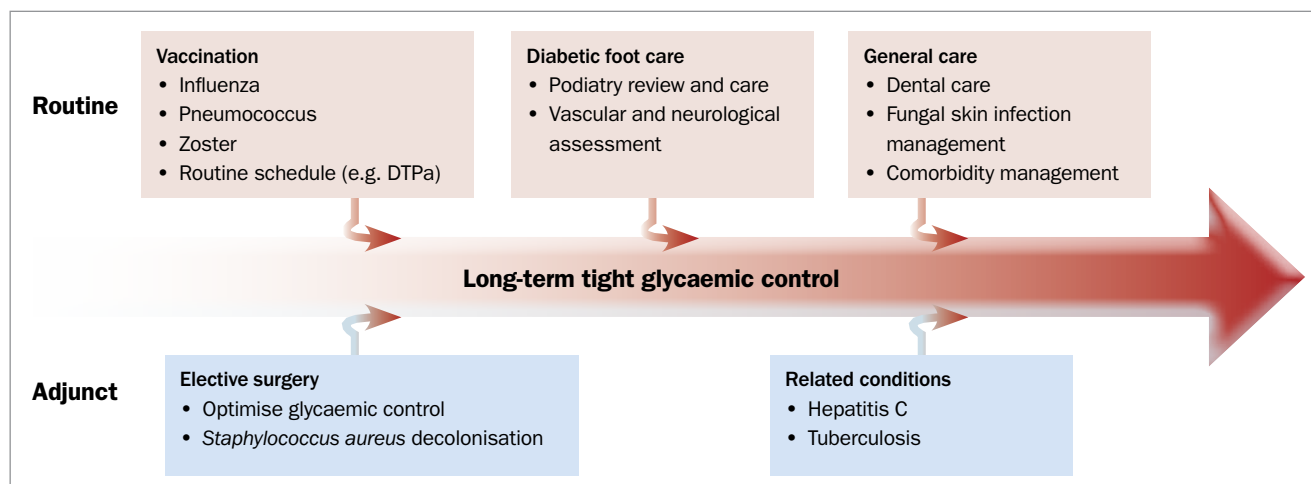 Routine
Vaccination
• Influenza
• Pneumococcus
• Zoster
• Routine schedule (e.g. DTPa)
Diabetic foot care
• Podiatry review and care
• Vascular and neurological
assessment
General care
• Dental care
• Fungal skin infection
management
• Comorbidity management
Long-term tight glycaemic control
Adjunct
Elective surgery
• Optimise glycaemic control
• Staphylococcus aureus decolonisation
Related conditions
• Hepatitis C
• Tuberculosis